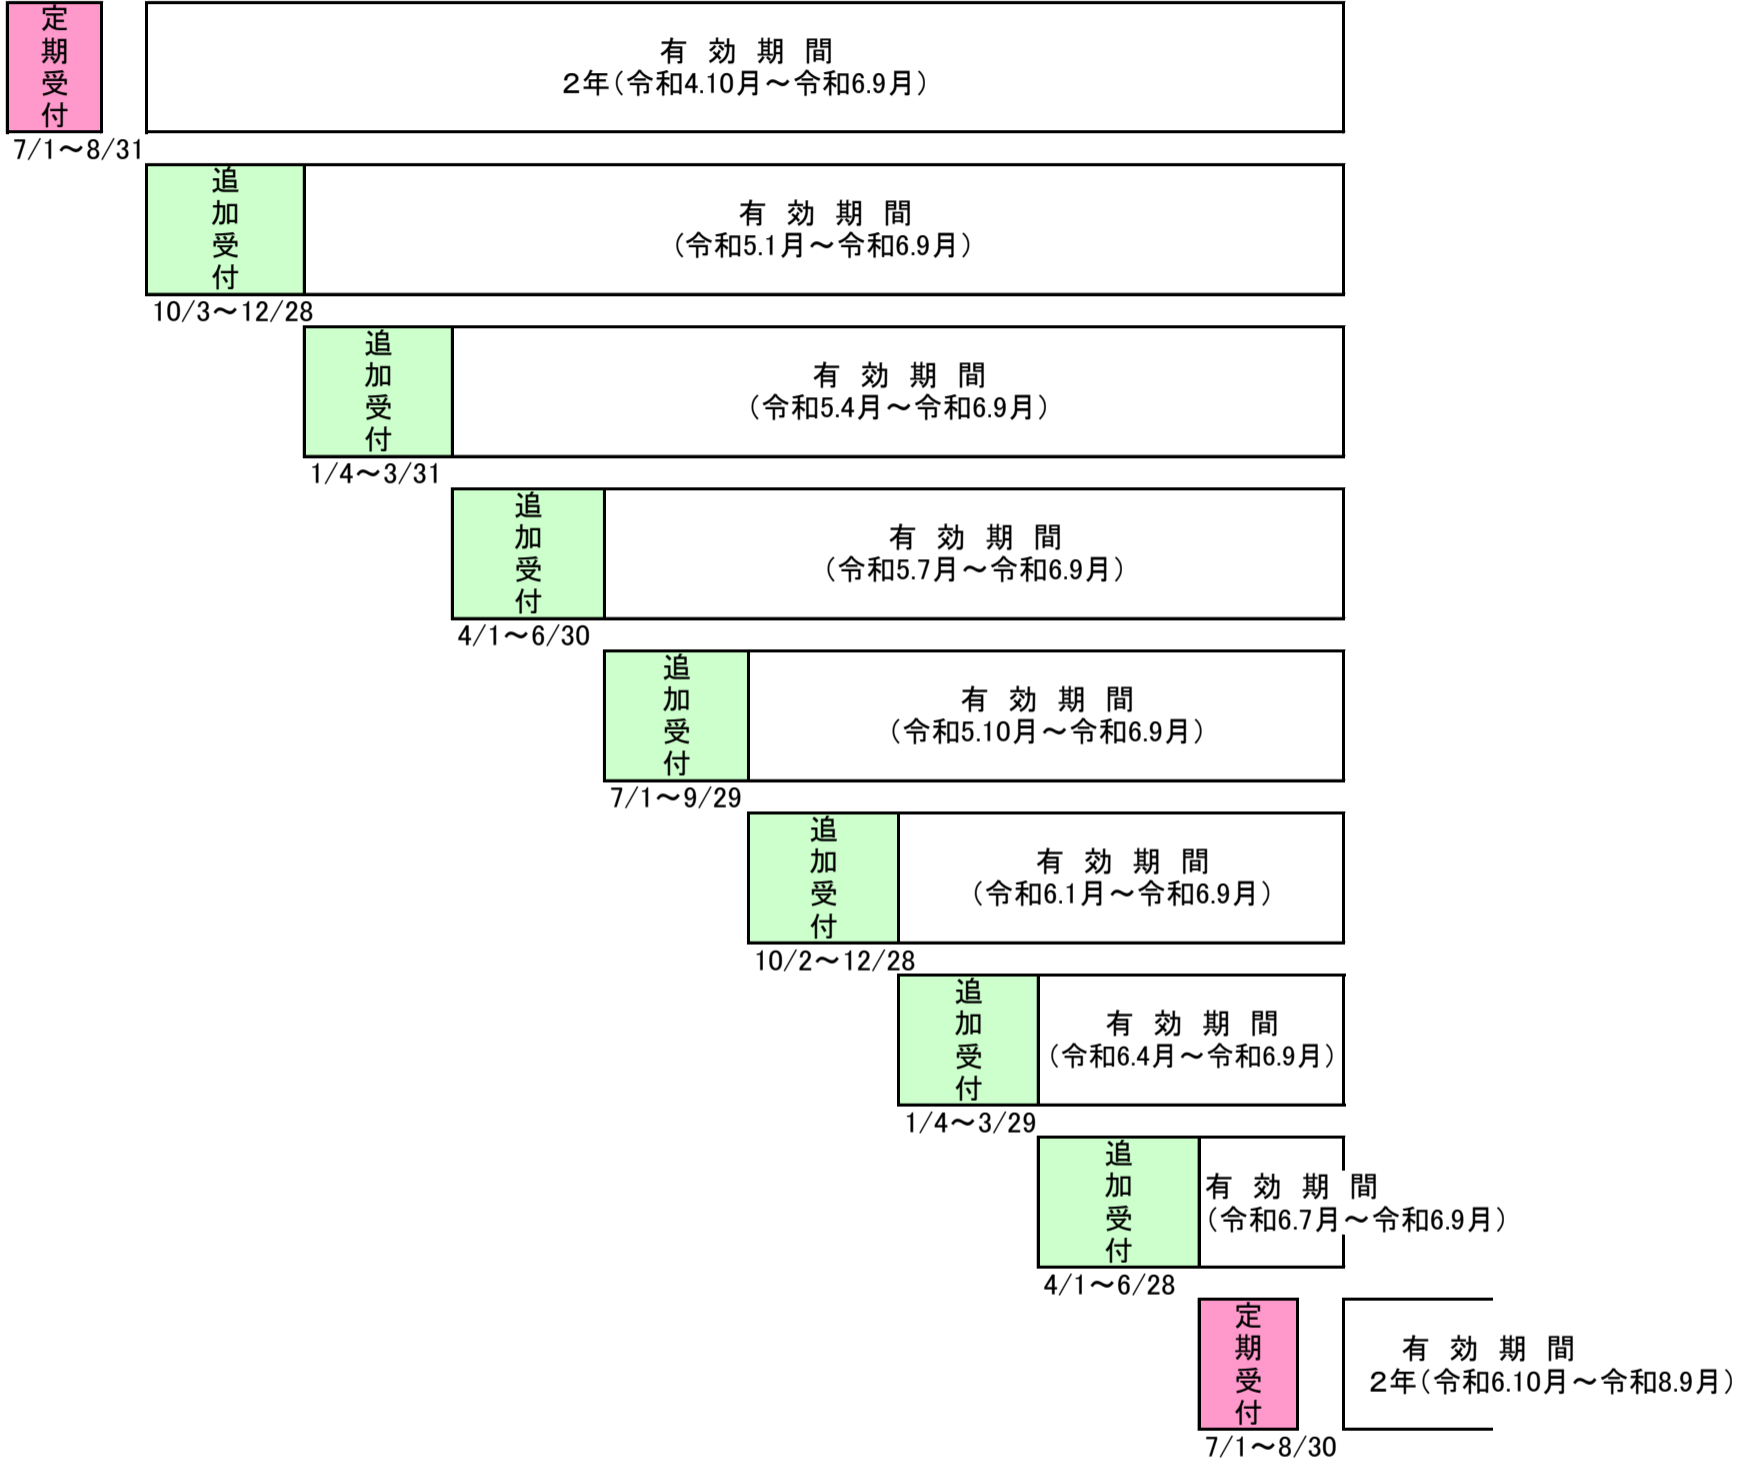 定期受付
有効期間
2年(令和4.10月～令和6.9月)
7/1～8/31
追加受付
有効期間
(令和5.1月～令和6.9月)
10/3～12/28
追加受付
有効期間
(令和5.4月～令和6.9月)
1/4～3/31
追加受付
有効期間
(令和5.7月～令和6.9月)
4/1～6/30
追加受付
有効期間
(令和5.10月～令和6.9月)
7/1～9/29
追加受付
有効期間
(令和6.1月～令和6.9月)
10/2～12/28
追加受付
有効期間
(令和6.4月～令和6.9月)
1/4～3/29
追加受付
有効期間
(令和6.7月～令和6.9月)
4/1～6/28
定期受付
有効期間
2年(令和6.10月～令和8.9月)
7/1～8/30